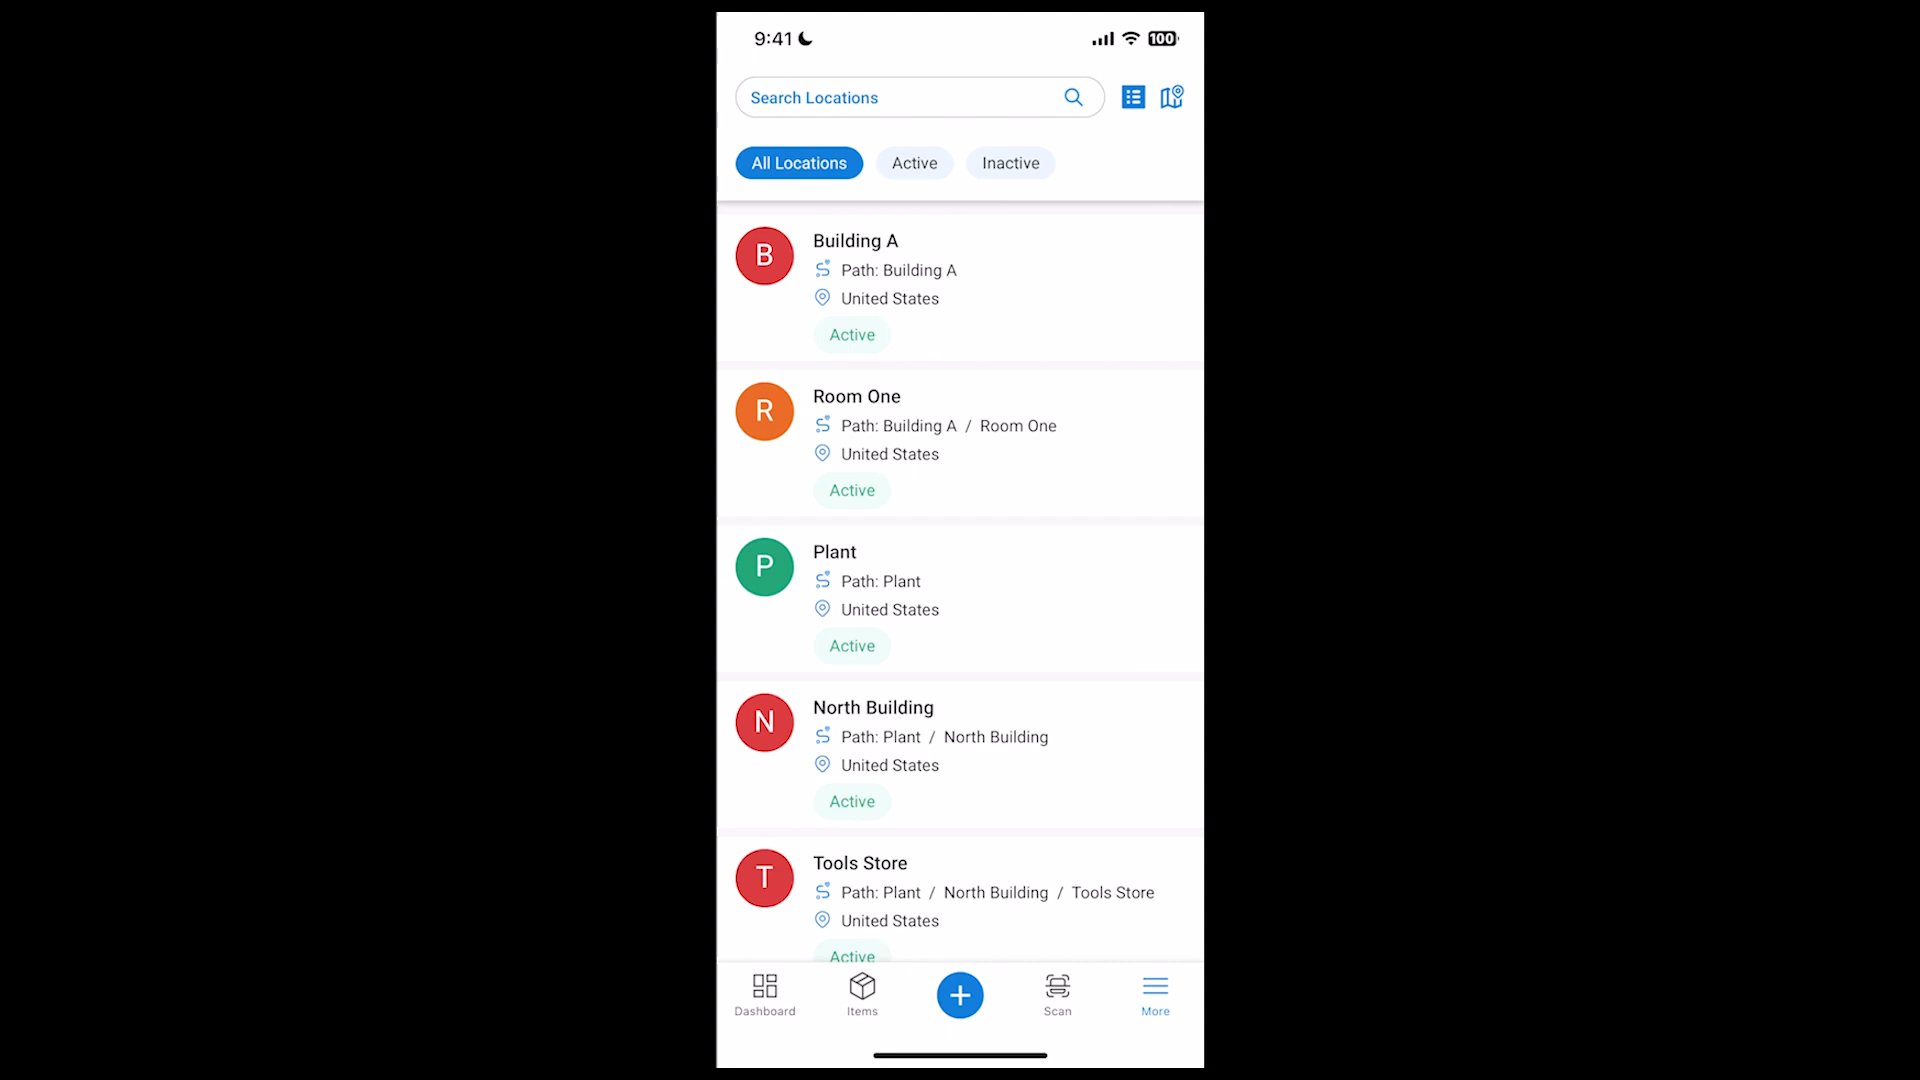 9:41
100
Search Locations
All Locations
Active
Inactive
B
Building A
Path: Building A
United States
Active
R
Room One
Path: Building A / Room One
United States
Active
P
Plant
Path: Plant
United States
Active
N
North Building
Path: Plant / North Building
United States
Active
T
Tools Store
Path: Plant / North Building / Tools Store
United States
Active
Dashboard
Items
Scan
More